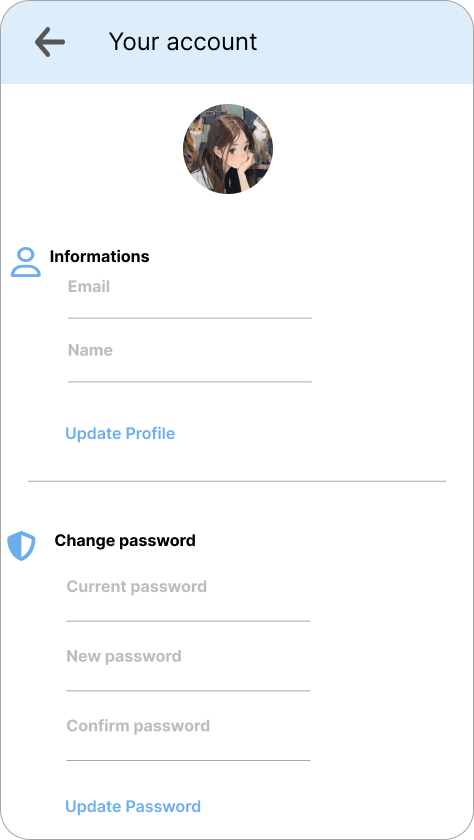 Your account
Informations
Email
Name
Update Profile
Change password
Current password
New password
Confirm password
Update Password